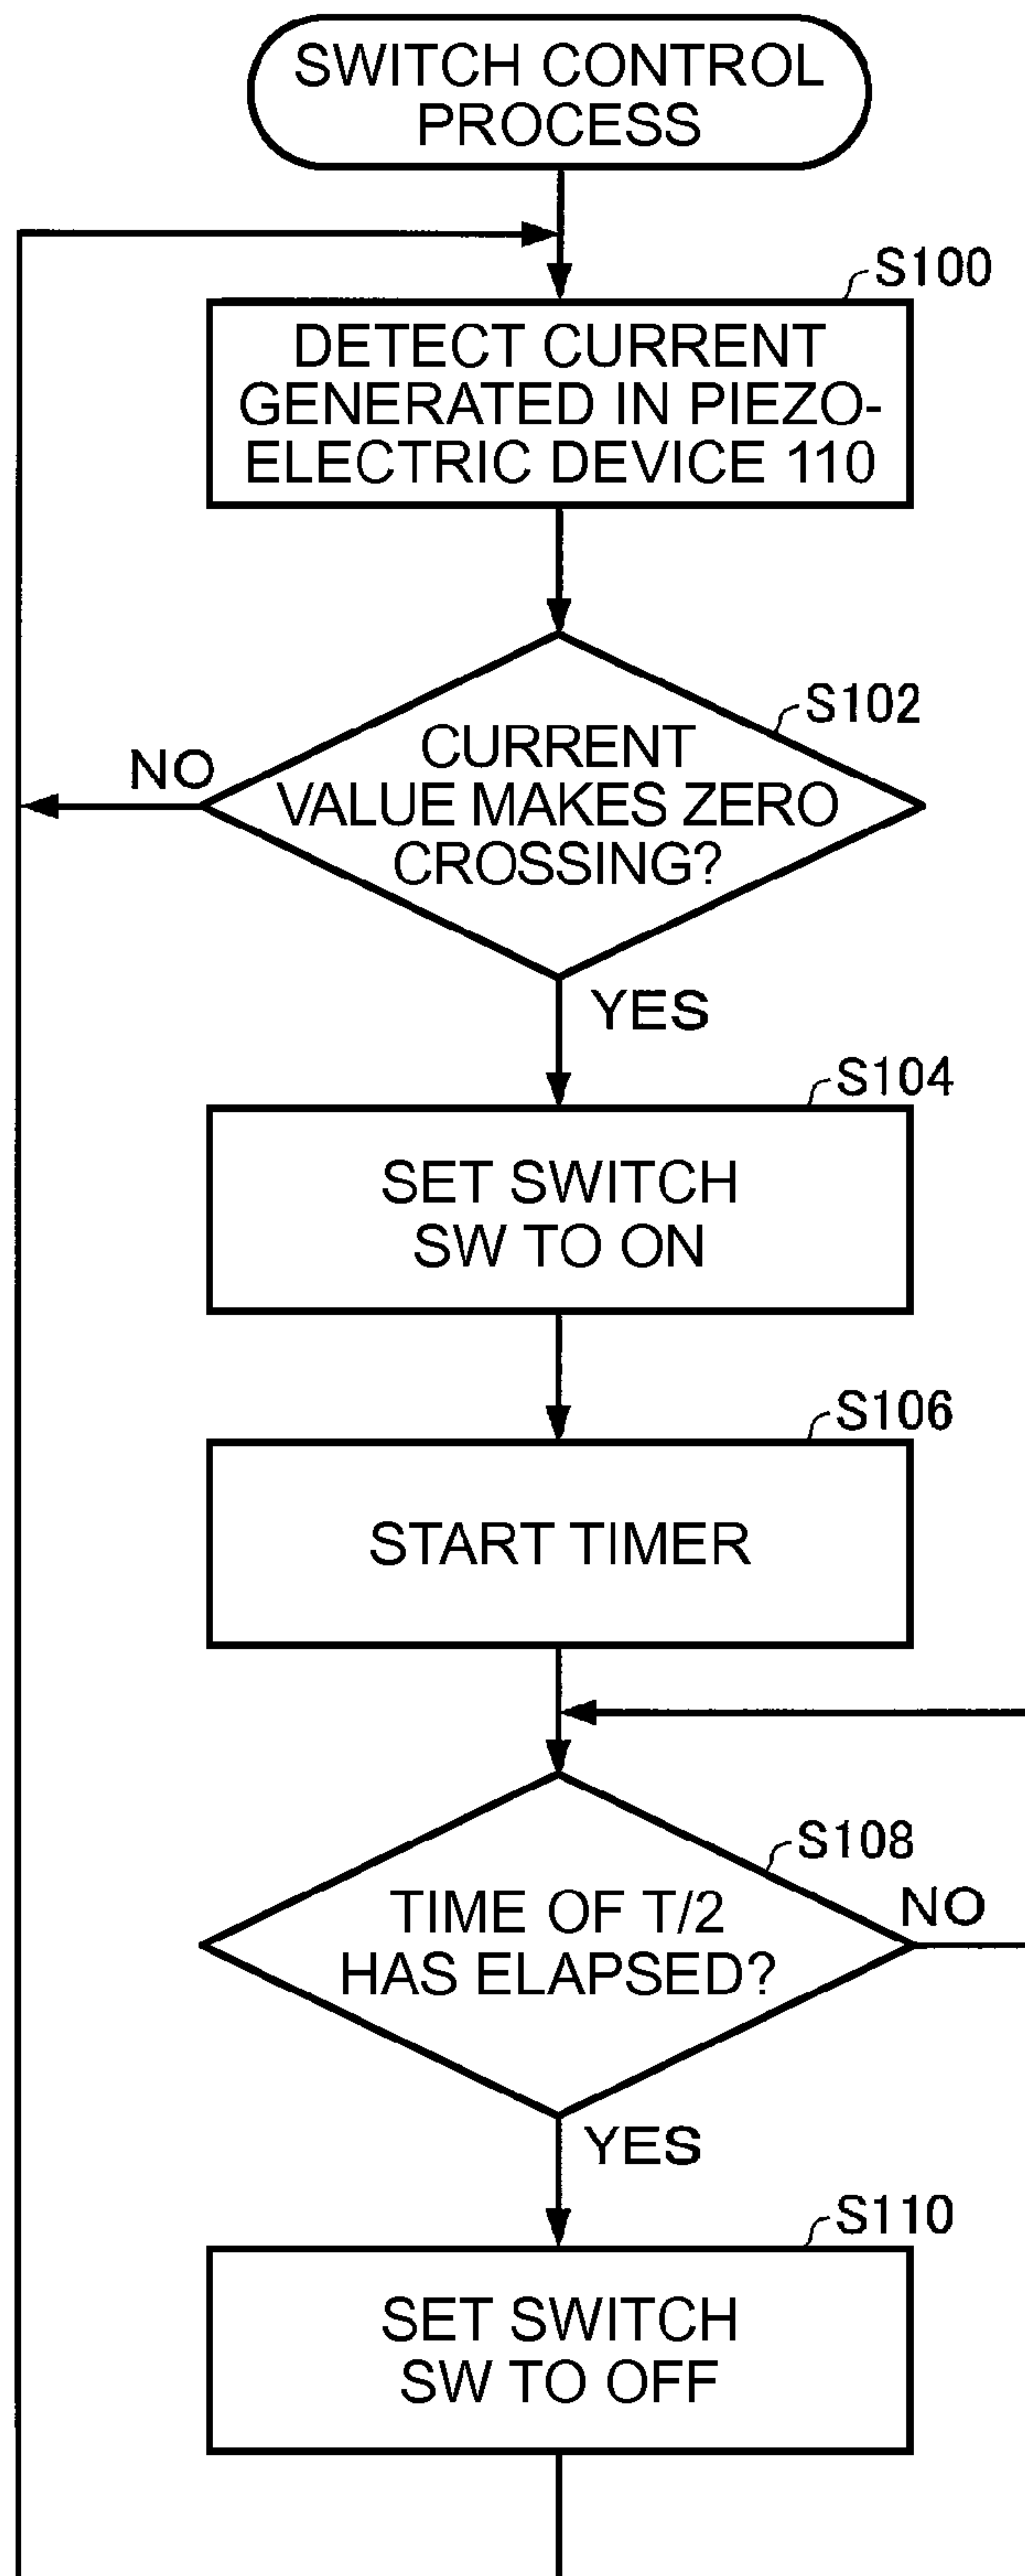 SWITCH CONTROL
PROCESS
S100
DETECT CURRENT
GENERATED IN PIEZO-
ELECTRIC DEVICE 110
S102
CURRENT
VALUE MAKES ZERO
CROSSING?
NO
YES
S104
SET SWITCH
SW TO ON
S106
START TIMER
S108
TIME OF T/2
HAS ELAPSED?
NO
YES
S110
SET SWITCH
SW TO OFF